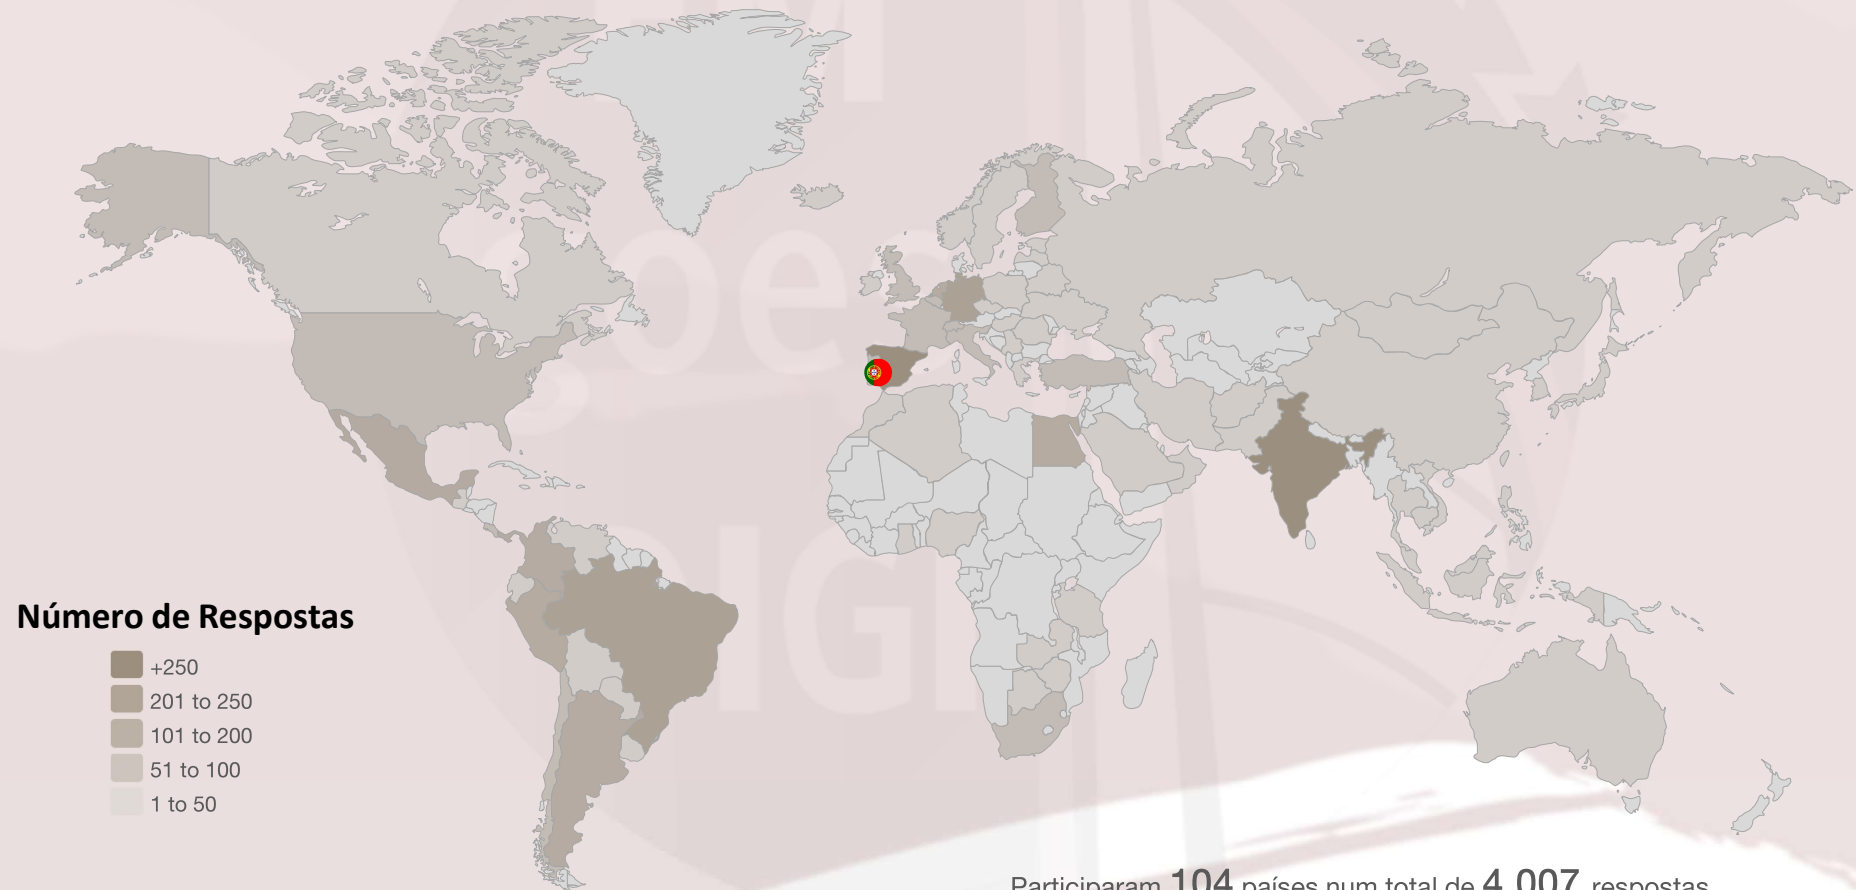 Número de Respostas
+250
201 to 250
101 to 200
51 to 100
1 to 50
Participaram 104 países num total de 4.007 respostas